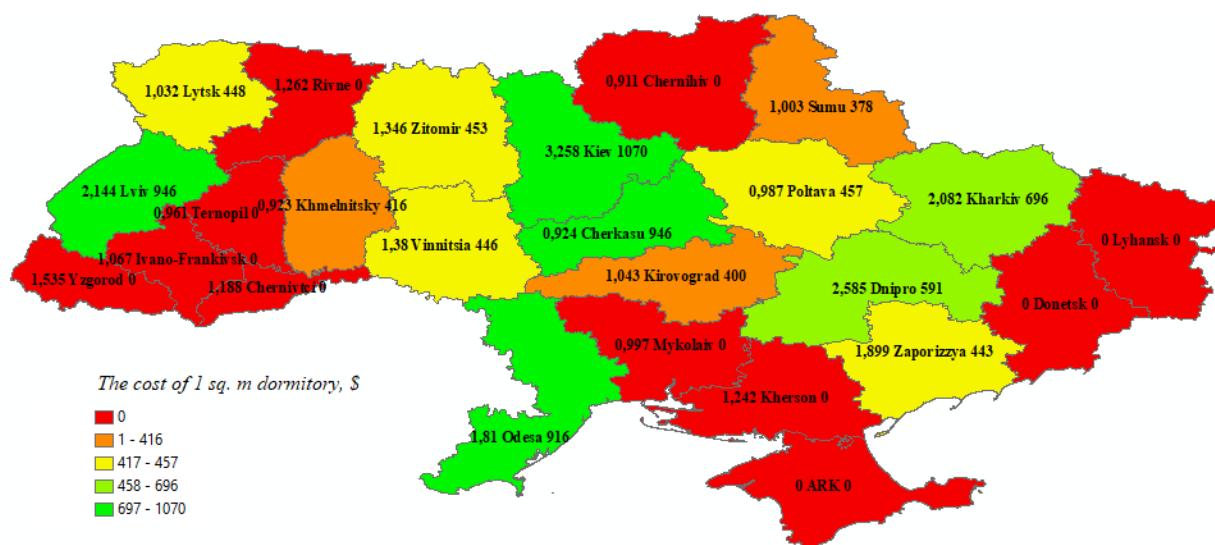 1,262 Rivne 0
0,911 Chernihiv 0
1,032 Lytsk 448
1,003 Sumu 378
1,346 Zitomir 453
3,258 Kiev 1070
2,144 Lviv 946
0,987 Poltava 457
2,082 Kharkiv 696
0,961 Ternopil 0
0,923 Khmelnitsky 416
0,924 Cherkasu 946
0 Lyhansk 0
1,38 Vinnitsia 446
1,067 Ivano-Frankivsk 0
1,535 Yzgorod 0
1,188 Chernivtci 0
1,043 Kirovograd 400
2,585 Dnipro 591
0 Donetsk 0
0,997 Mykolaiv 0
1,899 Zaporizzya 443
1,242 Kherson 0
1,81 Odesa 916
0 ARK 0
The cost of 1 sq. m dormitory, $
0
1 - 416
417 - 457
458 - 696
697 - 1070